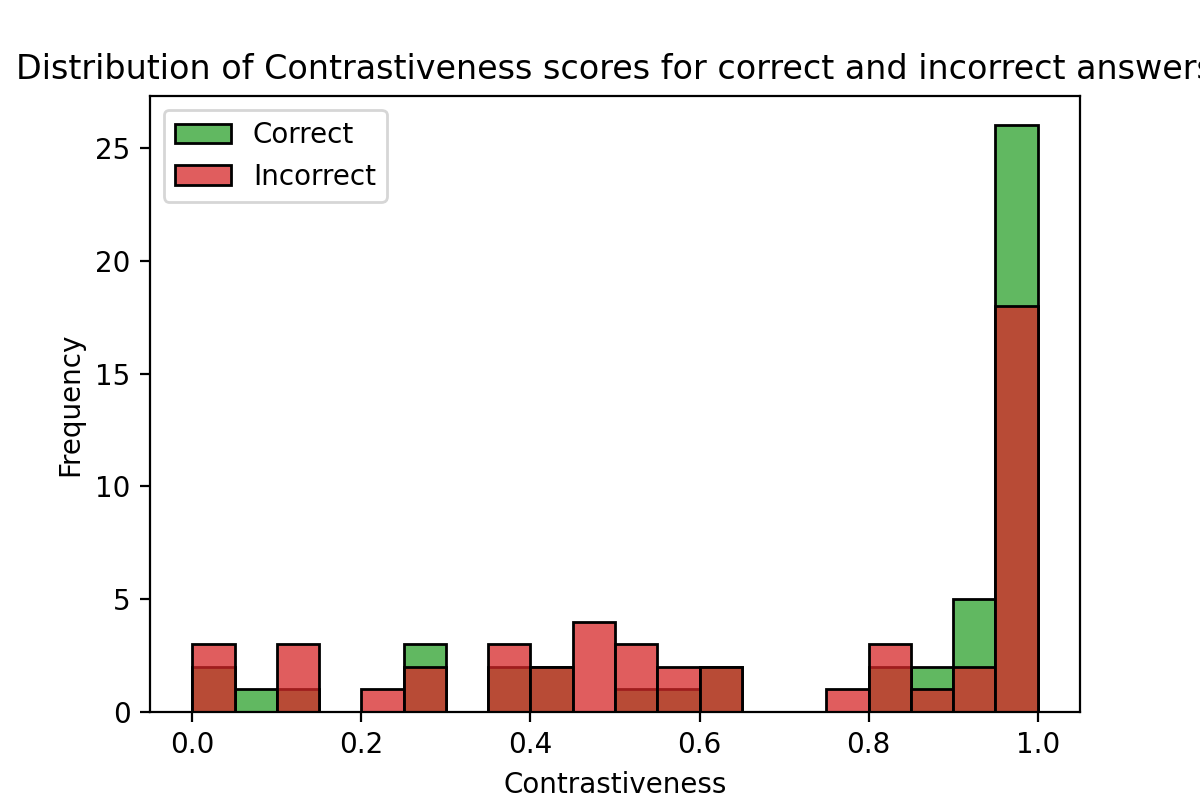 Distribution of Contrastiveness scores for correct and incorrect answers
Correct
Incorrect
25
20
15
10
5
0
Frequency
0.0 0.2 0.4 0.6 0.8 1.0
Contrastiveness